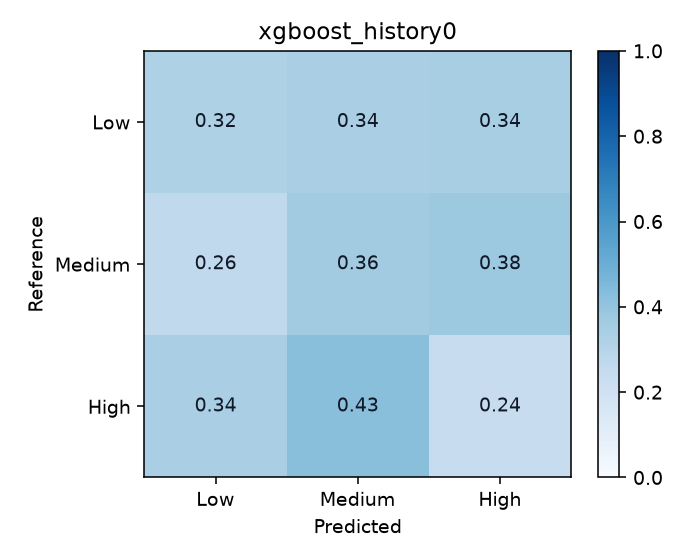 xgboost_history0
1.0
Low 0.32 0.34 0.34
0.8
0.6
Reference
Medium 0.26 0.36 0.38
0.4
High 0.34 0.43 0.24
0.2
0.0
Low Medium High
Predicted